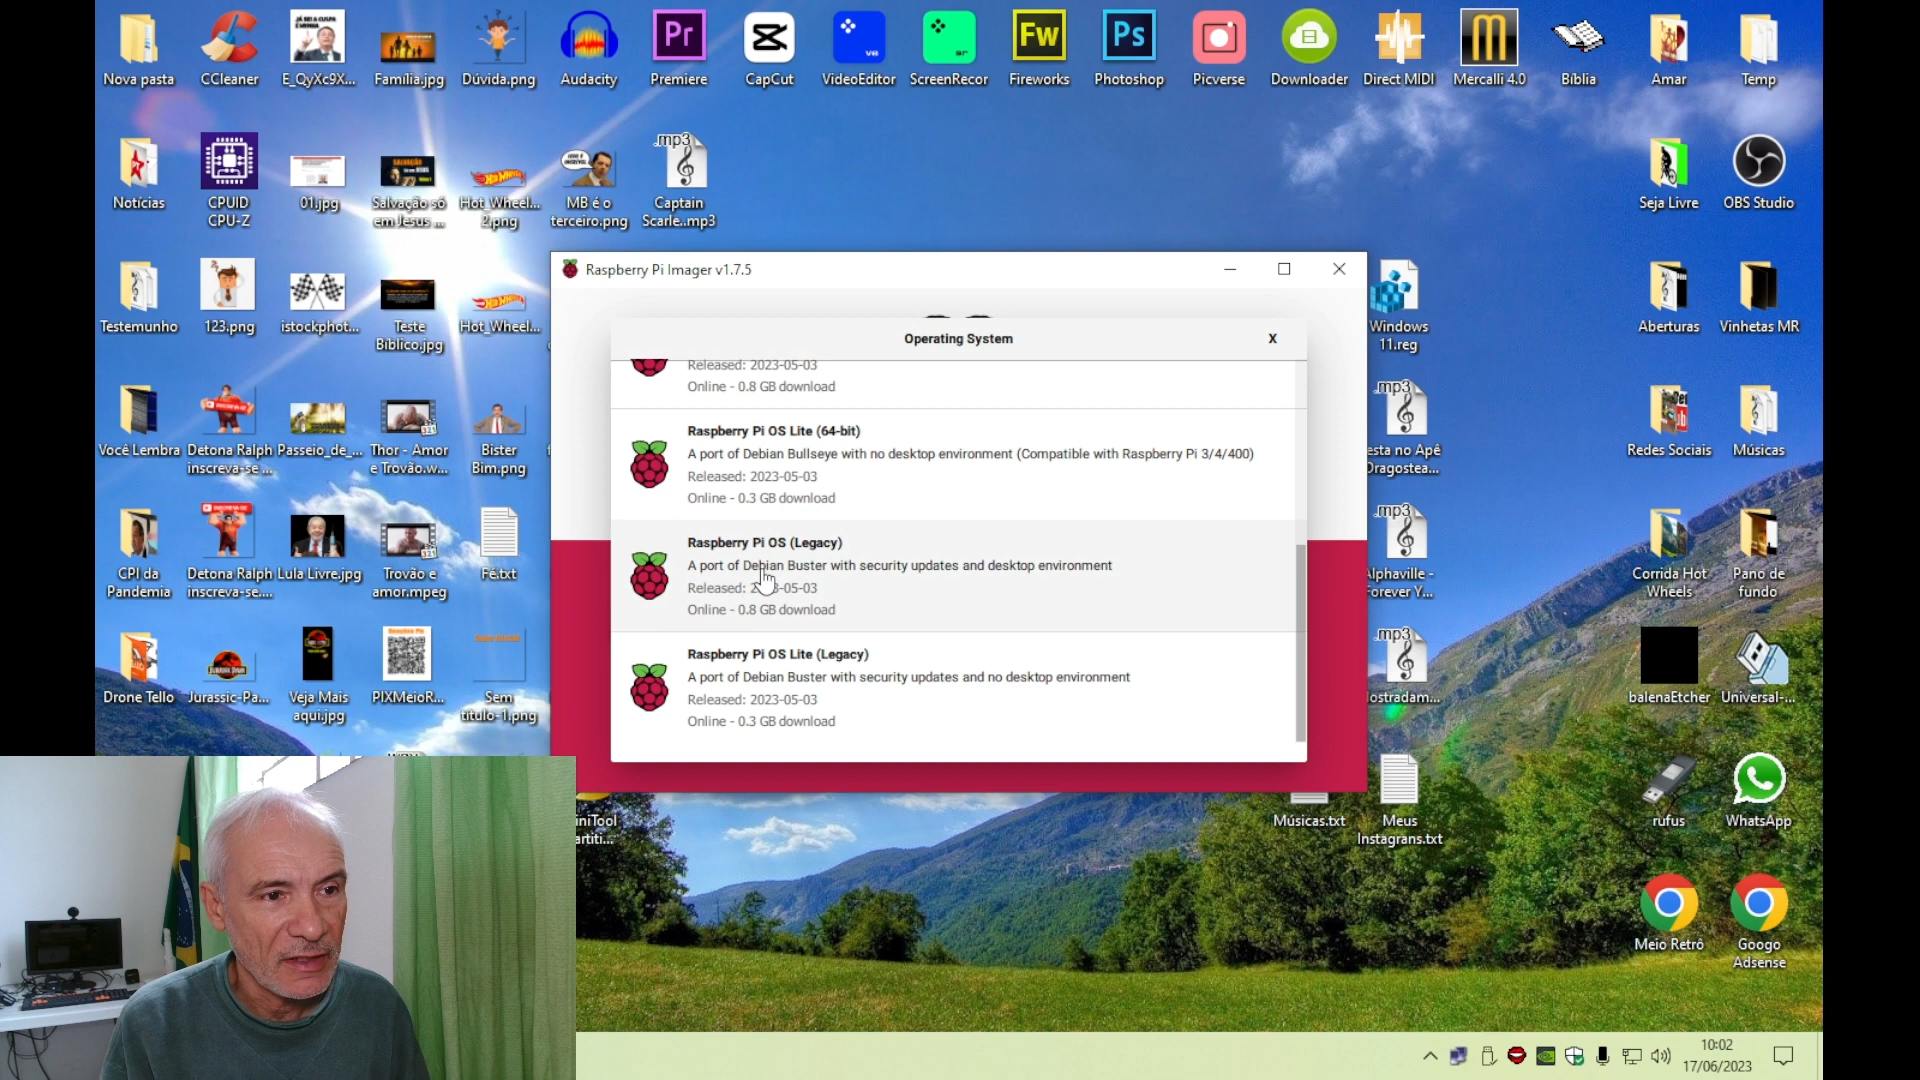 Nova pasta
CCleaner
E_QyXc9X...
Família.jpg
Dúvida.png
Audacity
Premiere
CapCut
VideoEditor
ScreenRecor
Fireworks
Photoshop
Picverse
Downloader
Direct MIDI
Mercalli 4.0
Bíblia
Amar
Temp
Pr
ve
sr
Fw
Ps
Notícias
CPUID
CPU-Z
01.jpg
Salvação só
em Jesus ...
Hot_Wheel...
2.png
MB é o
terceiro.png
.mp3
Captain
Scarle..mp3
Seja Livre
OBS Studio
Testemunho
123.png
istockphot...
Teste
Bíblico.jpg
Hot_Wheel...
Raspberry Pi Imager v1.7.5
Windows
11.reg
Aberturas
Vinhetas MR
Operating System
X
Released: 2023-05-03
Online - 0.8 GB download
Raspberry Pi OS Lite (64-bit)
A port of Debian Bullseye with no desktop environment (Compatible with Raspberry Pi 3/4/400)
Released: 2023-05-03
Online - 0.3 GB download
Raspberry Pi OS (Legacy)
A port of Debian Buster with security updates and desktop environment
Released: 2023-05-03
Online - 0.8 GB download
Raspberry Pi OS Lite (Legacy)
A port of Debian Buster with security updates and no desktop environment
Released: 2023-05-03
Online - 0.3 GB download
Você Lembra
Detona Ralph
inscreva-se ...
Passeio_de_...
Thor - Amor
e Trovão.w...
Bister
Bim.png
.mp3
esta no Apê
Dragostea...
Redes Sociais
Músicas
CPI da
Pandemia
Detona Ralph
inscreva-se....
Lula Livre.jpg
Trovão e
amor.mpeg
Fé.txt
.mp3
Alphaville -
Forever Y...
Corrida Hot
Wheels
Pano de
fundo
Drone Tello
Jurassic-Pa...
Veja Mais
aqui.jpg
PIXMeioR...
Sem
título-1.png
.mp3
ostradam...
balenaEtcher
Universal-...
iniTool
artiti...
Músicas.txt
Meus
Instagrans.txt
rufus
WhatsApp
Meio Retrô
Googo
Adsense
10:02
17/06/2023